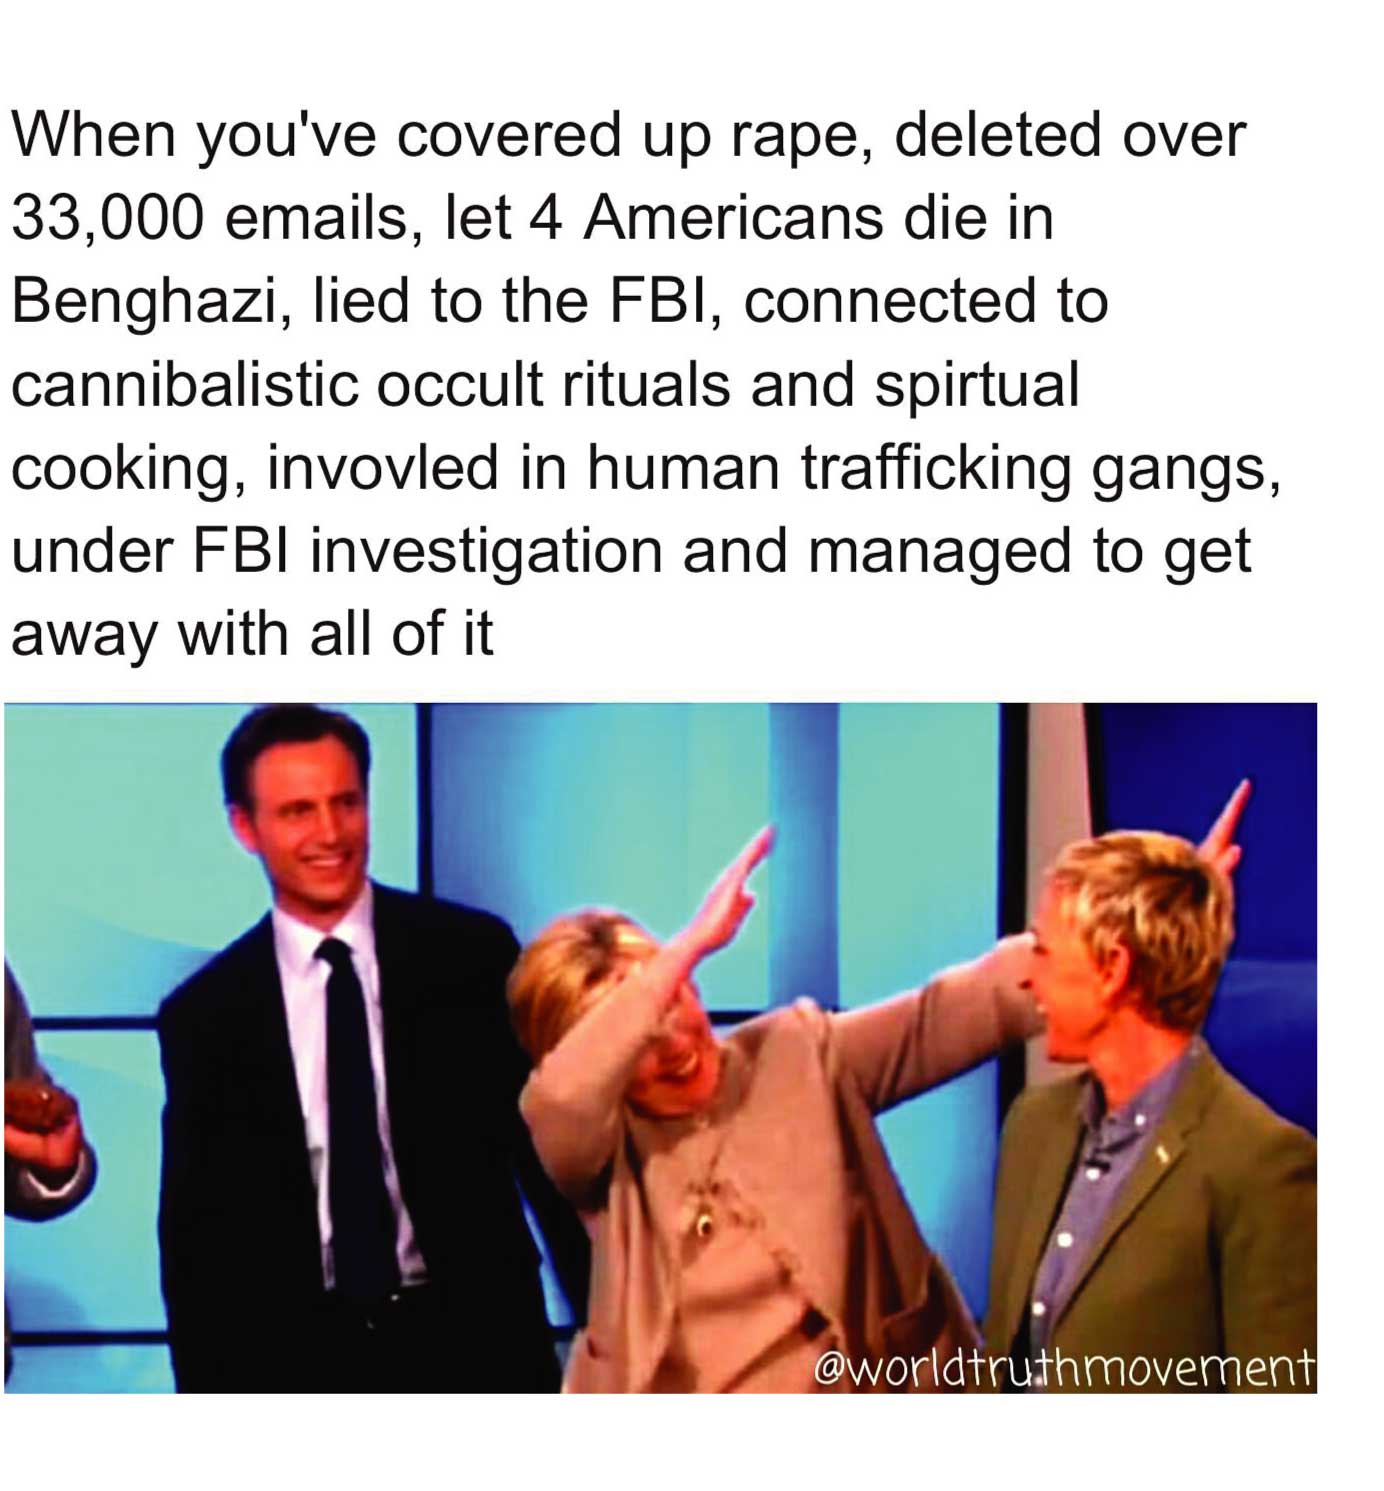 When you've covered up rape, deleted over
33,000 emails, let 4 Americans die in
Benghazi, lied to the FBI, connected to
cannibalistic occult rituals and spirtual
cooking, invovled in human trafficking gangs,
under FBI investigation and managed to get
away with all of it
@worldtruthmovement